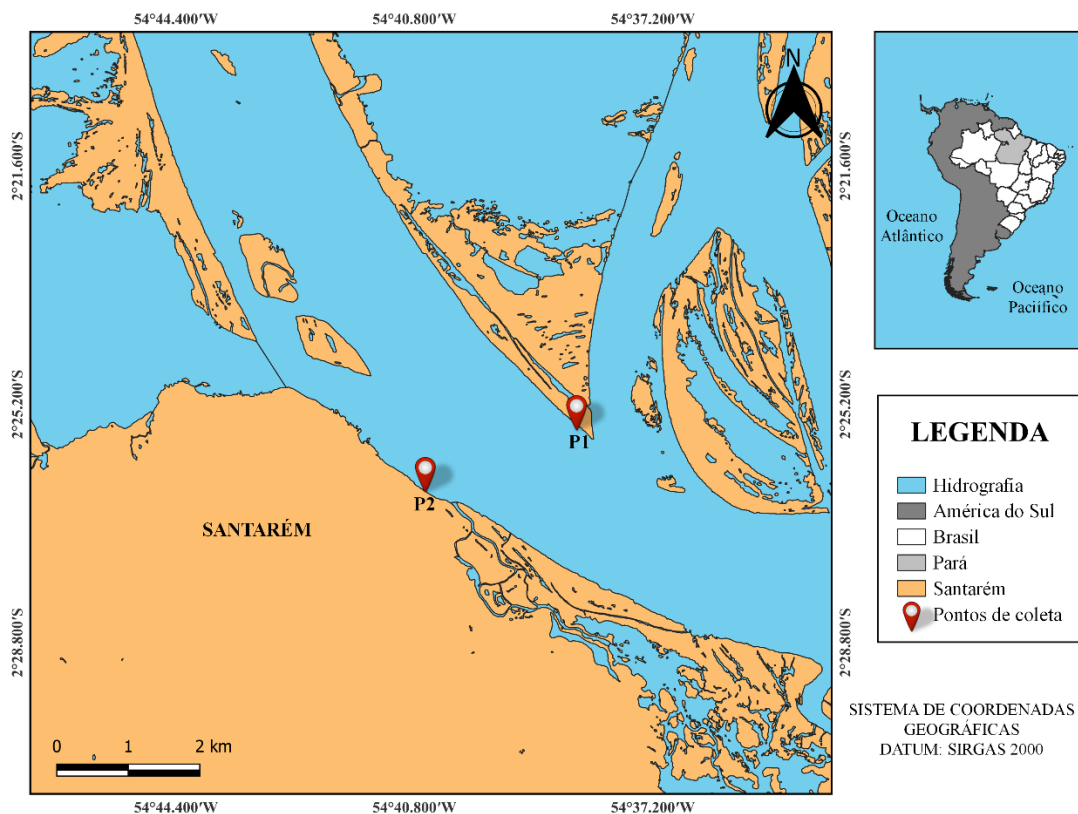 54°44.400'W 54°40.800'W 54°37.200'W
N
2°21.600'S
2°21.600'S
Oceano
Atlântico
Oceano
Paciífico
2°25.200'S
2°25.200'S
P1
P2
SANTARÉM
LEGENDA
Hidrografia
América do Sul
Brasil
Pará
Santarém
Pontos de coleta
2°28.800'S
2°28.800'S
SISTEMA DE COORDENADAS
GEOGRÁFICAS
DATUM: SIRGAS 2000
0 1 2 km
54°44.400'W 54°40.800'W 54°37.200'W